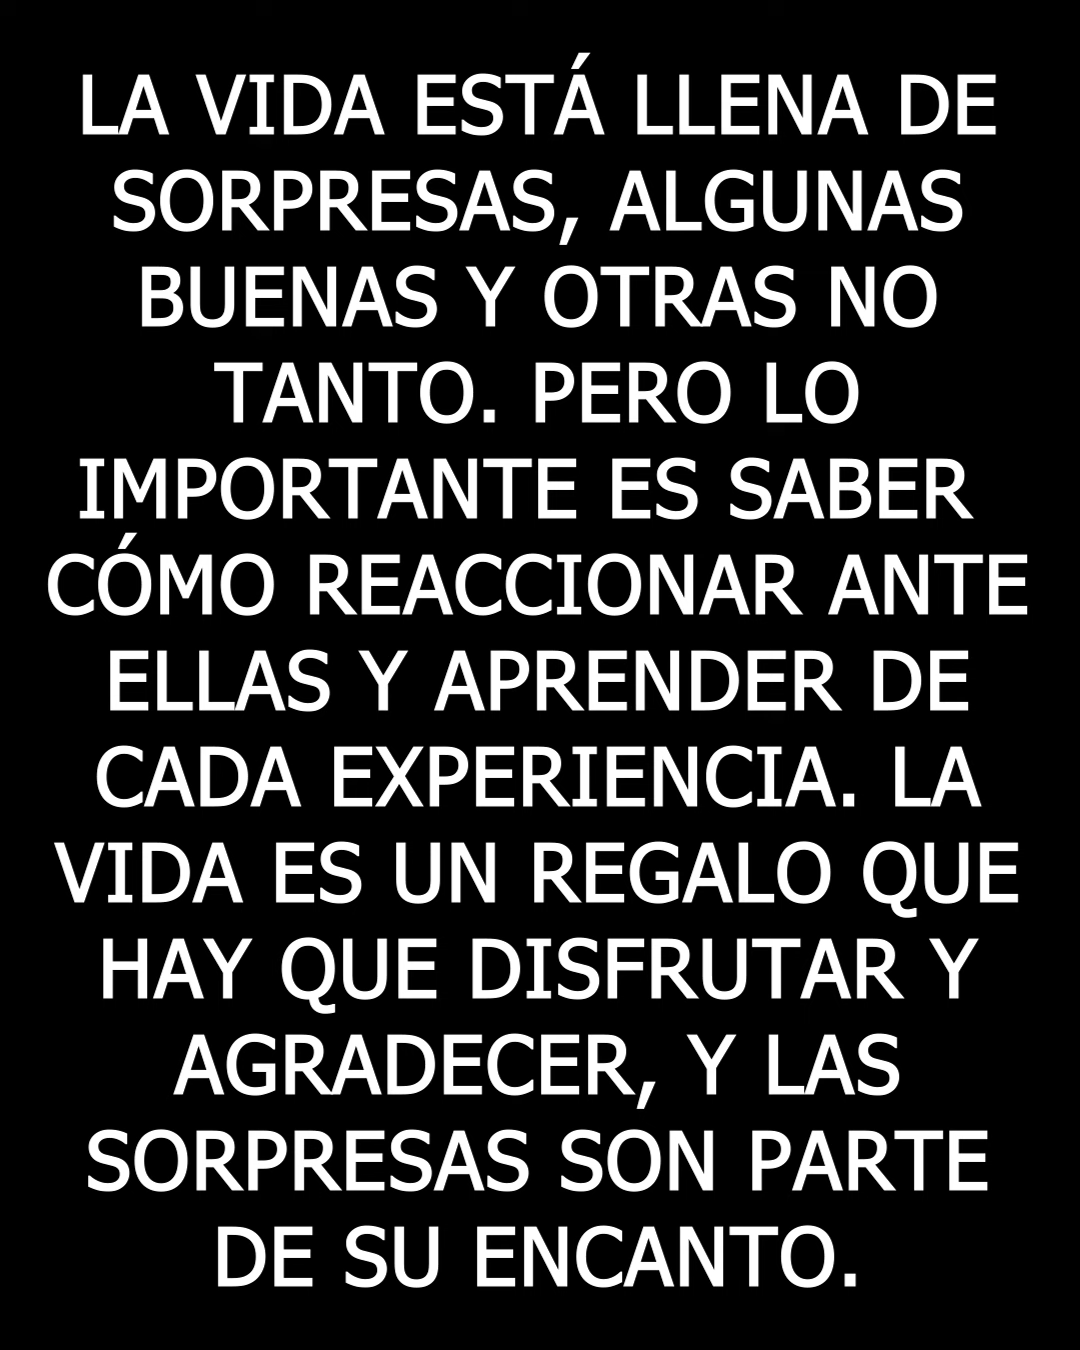 LA VIDA ESTÁ LLENA DE
SORPRESAS, ALGUNAS
BUENAS Y OTRAS NO
TANTO. PERO LO
IMPORTANTE ES SABER
CÓMO REACCIONAR ANTE
ELLAS Y APRENDER DE
CADA EXPERIENCIA. LA
VIDA ES UN REGALO QUE
HAY QUE DISFRUTAR Y
AGRADECER, Y LAS
SORPRESAS SON PARTE
DE SU ENCANTO.